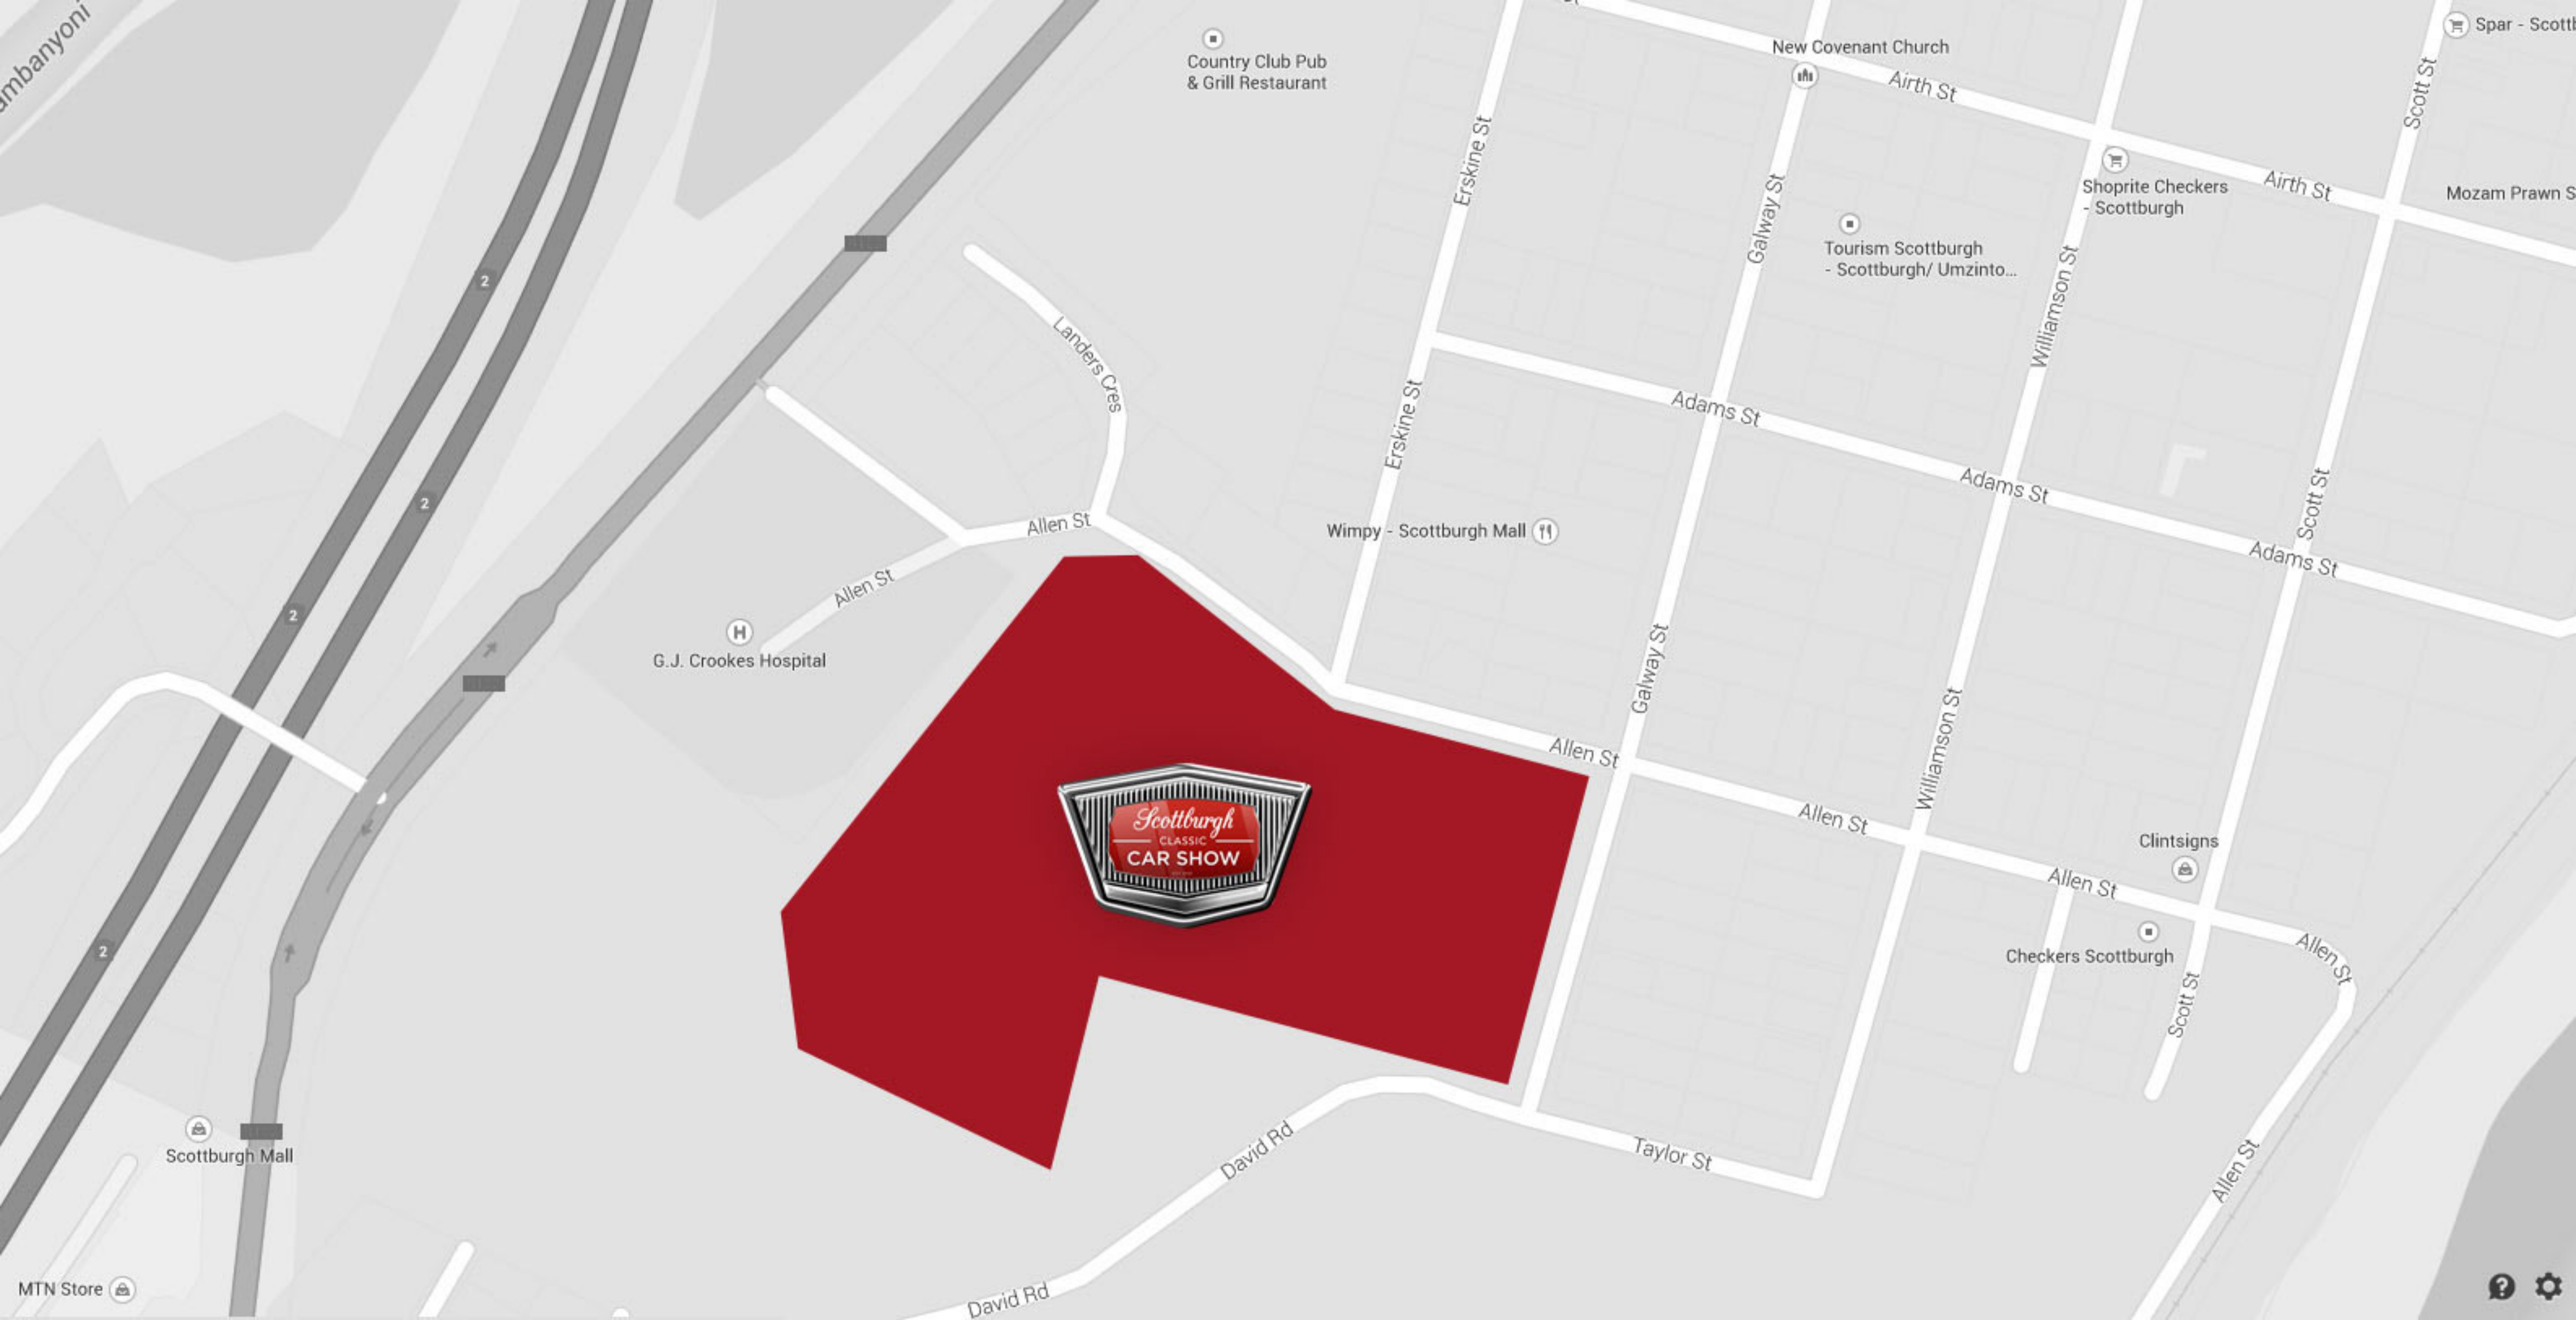 ambanyoni
Country Club Pub
& Grill Restaurant
New Covenant Church
Airth St
Spar - Scottb
Scott St
Erskine St
Galway St
Shoprite Checkers
- Scottburgh
Airth St
Mozam Prawn S
Tourism Scottburgh
- Scottburgh/ Umzinto...
Williamson St
2
Landers Cres
Erskine St
Adams St
Adams St
Scott St
Adams St
2
Allen St
Wimpy - Scottburgh Mall
Allen St
2
H
G.J. Crookes Hospital
Galway St
Allen St
Williamson St
Allen St
Clintsigns
Allen St
Scottburgh
CLASSIC
CAR SHOW
2
Checkers Scottburgh
Allen St
Scott St
Scottburgh Mall
David Rd
Taylor St
Allen St
MTN Store
David Rd
?